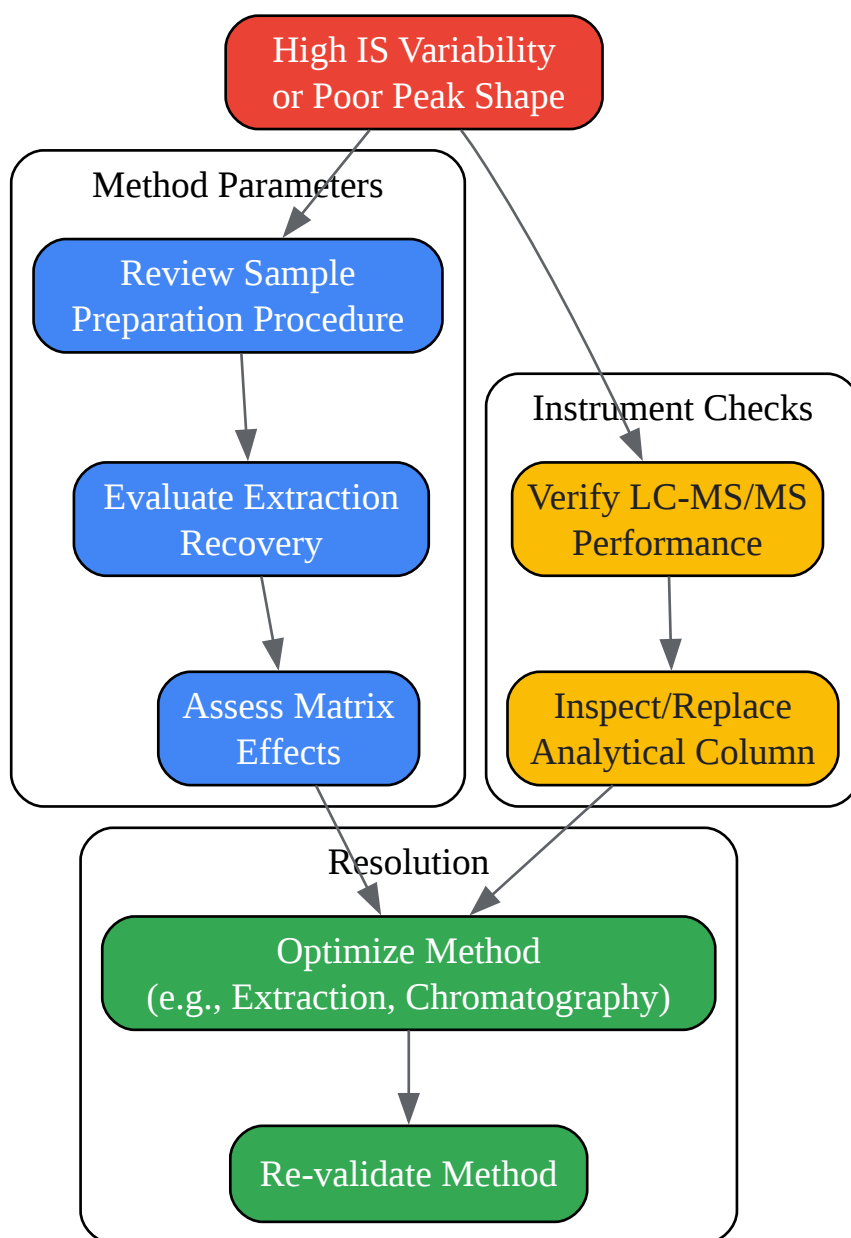 High IS Variability
or Poor Peak Shape
Method Parameters
Review Sample
Preparation Procedure
Evaluate Extraction
Recovery
Assess Matrix
Effects
Instrument Checks
Verify LC-MS/MS
Performance
Inspect/Replace
Analytical Column
Resolution
Optimize Method
(e.g., Extraction, Chromatography)
Re-validate Method